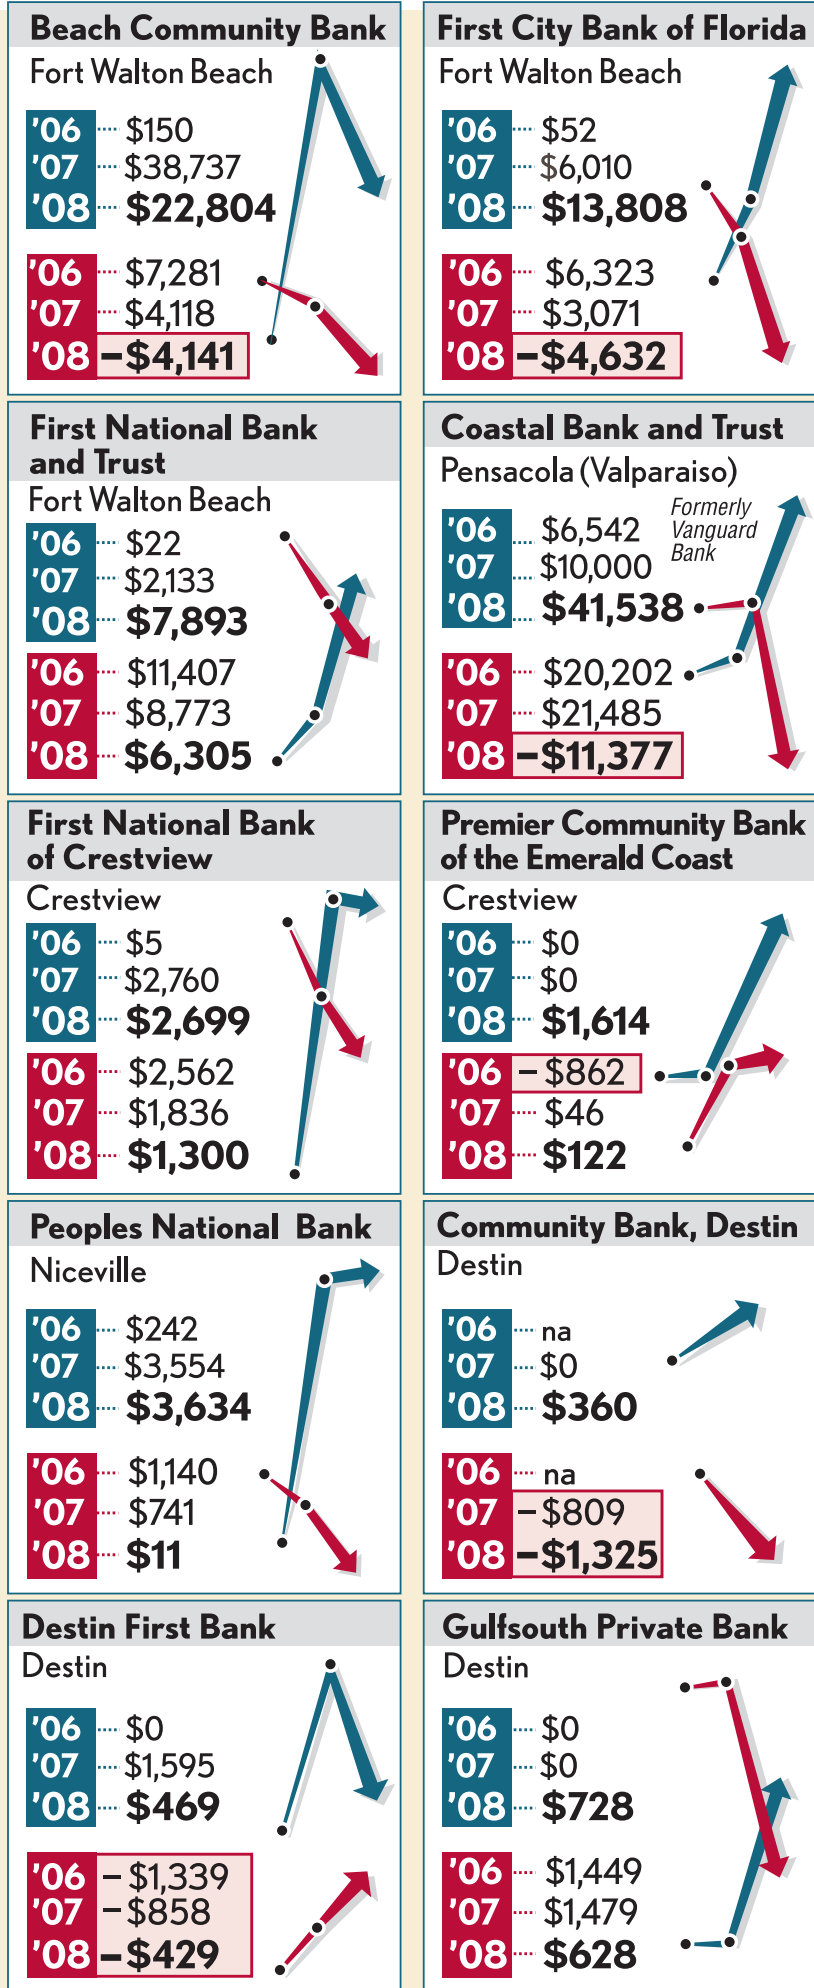 Beach Community Bank
Fort Walton Beach
'06 $150
'07 $38,737
'08 $22,804
'06 $7,281
'07 $4,118
'08 –$4,141
First City Bank of Florida
Fort Walton Beach
'06 $52
'07 $6,010
'08 $13,808
'06 $6,323
'07 $3,071
'08 –$4,632
First National Bank
and Trust
Fort Walton Beach
'06 $22
'07 $2,133
'08 $7,893
'06 $11,407
'07 $8,773
'08 $6,305
Coastal Bank and Trust
Pensacola (Valparaiso)
Formerly
Vanguard
Bank
'06 $6,542
'07 $10,000
'08 $41,538
'06 $20,202
'07 $21,485
'08 –$11,377
First National Bank
of Crestview
Crestview
'06 $5
'07 $2,760
'08 $2,699
'06 $2,562
'07 $1,836
'08 $1,300
Premier Community Bank
of the Emerald Coast
Crestview
'06 $0
'07 $0
'08 $1,614
'06 –$862
'07 $46
'08 $122
Peoples National Bank
Niceville
'06 $242
'07 $3,554
'08 $3,634
'06 $1,140
'07 $741
'08 $11
Community Bank, Destin
Destin
'06 na
'07 $0
'08 $360
'06 na
'07 –$809
'08 –$1,325
Destin First Bank
Destin
'06 $0
'07 $1,595
'08 $469
'06 –$1,339
'07 –$858
'08 –$429
Gulfsouth Private Bank
Destin
'06 $0
'07 $0
'08 $728
'06 $1,449
'07 $1,479
'08 $628